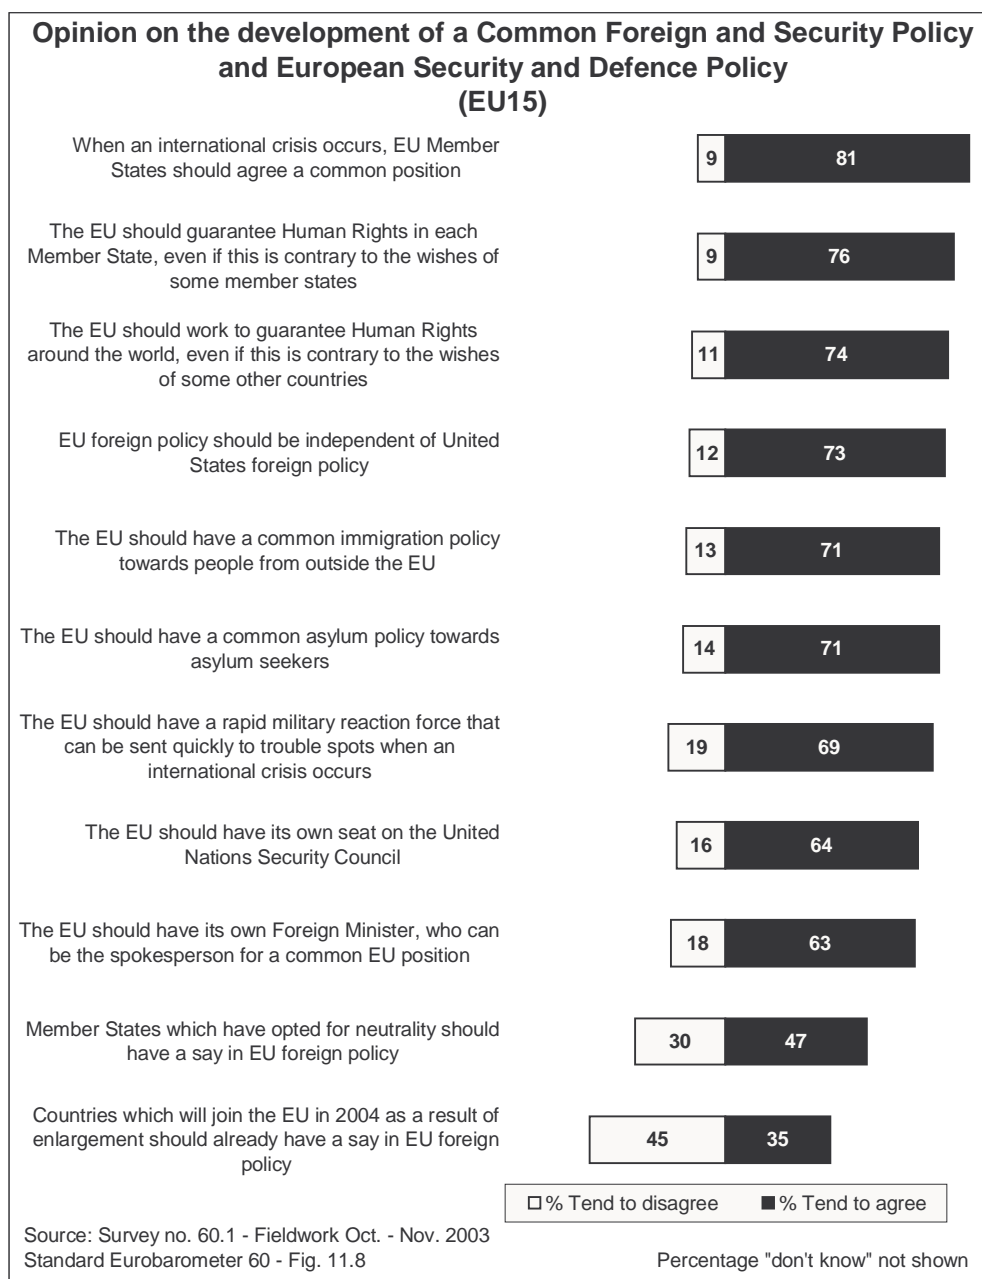 Opinion on the development of a Common Foreign and Security Policy
and European Security and Defence Policy
(EU15)
When an international crisis occurs, EU Member
States should agree a common position
9 81
The EU should guarantee Human Rights in each
Member State, even if this is contrary to the wishes of
some member states
9 76
The EU should work to guarantee Human Rights
around the world, even if this is contrary to the wishes
of some other countries
11 74
EU foreign policy should be independent of United
States foreign policy
12 73
The EU should have a common immigration policy
towards people from outside the EU
13 71
The EU should have a common asylum policy towards
asylum seekers
14 71
The EU should have a rapid military reaction force that
can be sent quickly to trouble spots when an
international crisis occurs
19 69
The EU should have its own seat on the United
Nations Security Council
16 64
The EU should have its own Foreign Minister, who can
be the spokesperson for a common EU position
18 63
Member States which have opted for neutrality should
have a say in EU foreign policy
30 47
Countries which will join the EU in 2004 as a result of
enlargement should already have a say in EU foreign
policy
45 35
% Tend to disagree % Tend to agree
Source: Survey no. 60.1 - Fieldwork Oct. - Nov. 2003
Standard Eurobarometer 60 - Fig. 11.8
Percentage "don't know" not shown